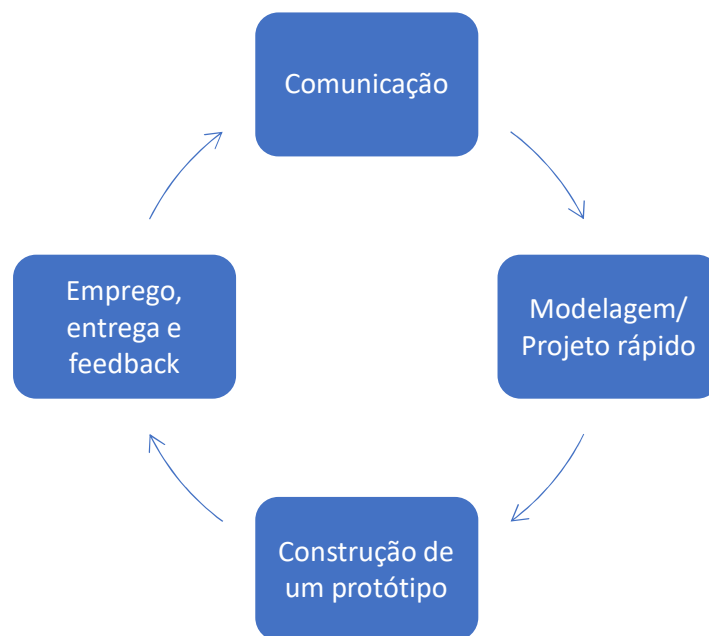 Comunicação
Modelagem/
Projeto rápido
Construção de
um protótipo
Emprego,
entrega e
feedback